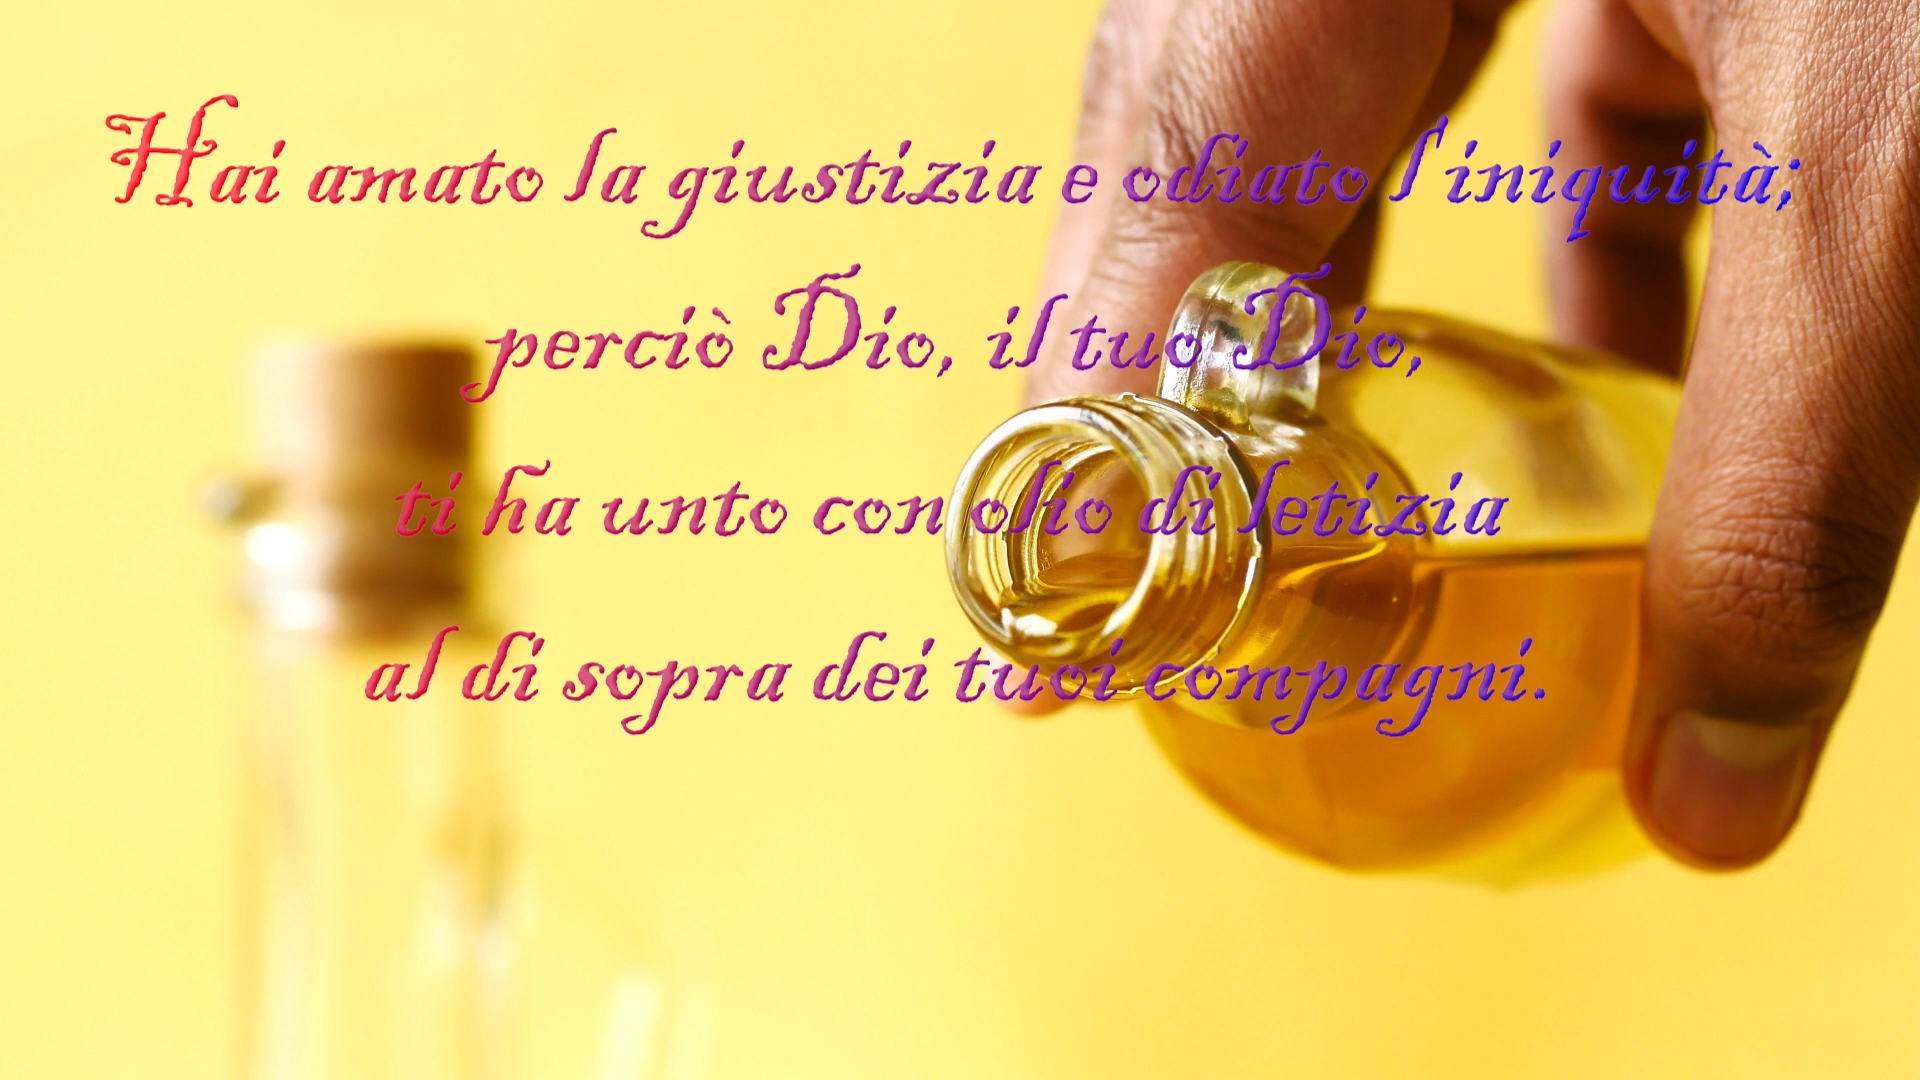 Hai amato la giustizia e odiato l'iniquità;
perciò Dio, il tuo Dio,
ti ha unto con olio di letizia
al di sopra dei tuoi compagni.